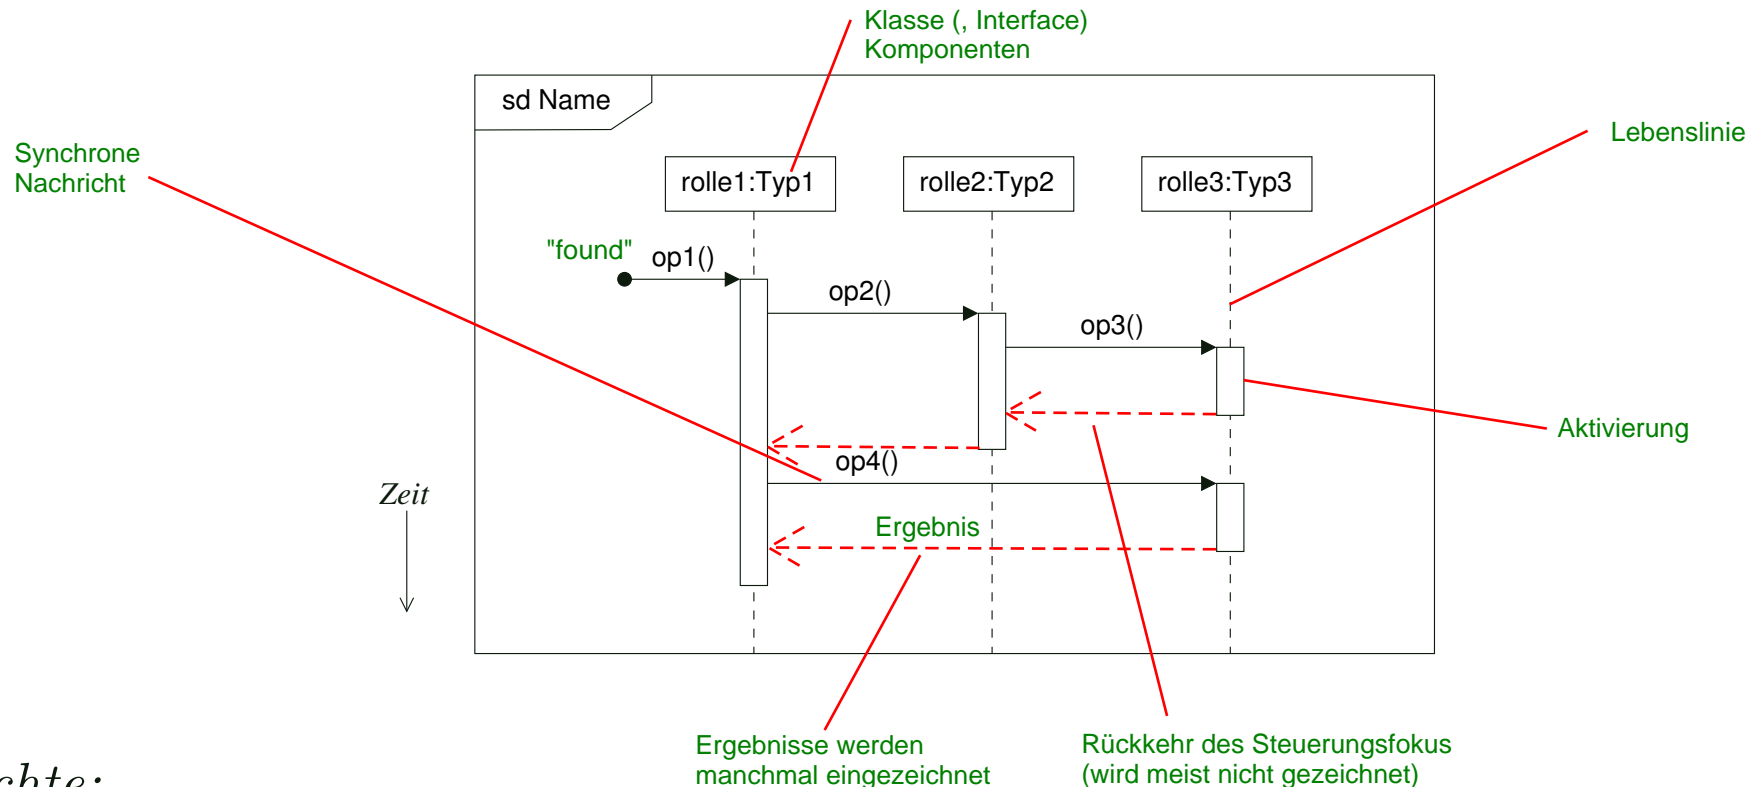 Klasse (, Interface)
Komponenten
sd Name
Lebenslinie
Synchrone
Nachricht
rolle1:Typ1
rolle2:Typ2
rolle3:Typ3
"found"
op1()
op2()
op3()
Aktivierung
op4()
Zeit
Ergebnis
Ergebnisse werden
manchmal eingezeichnet
Rückkehr des Steuerungsfokus
(wird meist nicht gezeichnet)